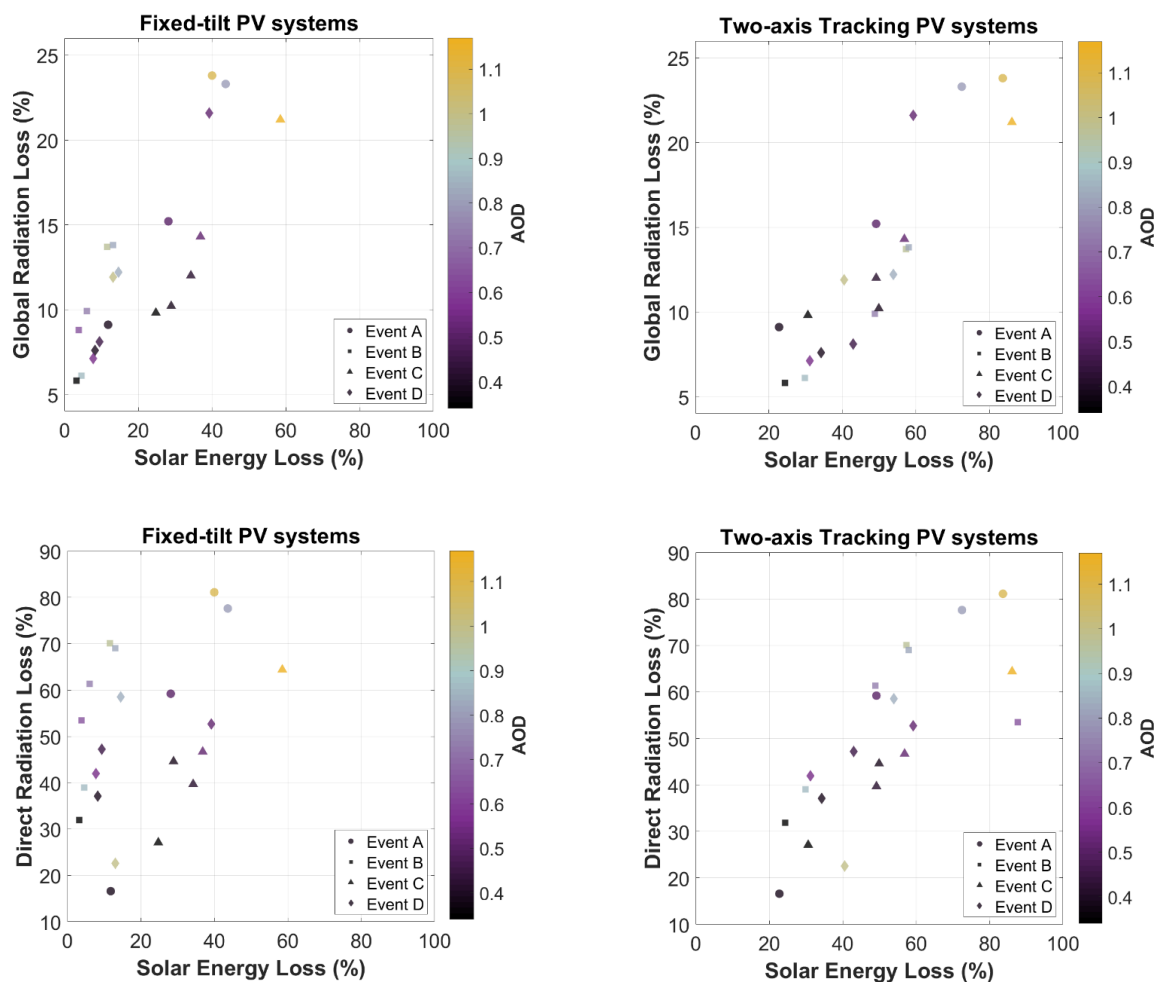 Fixed-tilt PV systems
Global Radiation Loss (%)
25
20
15
10
5
0 20 40 60 80 100
Solar Energy Loss (%)
Event A
Event B
Event C
Event D
1.1
1
0.9
0.8
0.7
0.6
0.5
0.4
AOD
Two-axis Tracking PV systems
Global Radiation Loss (%)
25
20
15
10
5
0 20 40 60 80 100
Solar Energy Loss (%)
Event A
Event B
Event C
Event D
1.1
1
0.9
0.8
0.7
0.6
0.5
0.4
AOD
Fixed-tilt PV systems
Direct Radiation Loss (%)
90
80
70
60
50
40
30
20
10
0 20 40 60 80 100
Solar Energy Loss (%)
Event A
Event B
Event C
Event D
1.1
1
0.9
0.8
0.7
0.6
0.5
0.4
AOD
Two-axis Tracking PV systems
Direct Radiation Loss (%)
90
80
70
60
50
40
30
20
10
0 20 40 60 80 100
Solar Energy Loss (%)
Event A
Event B
Event C
Event D
1.1
1
0.9
0.8
0.7
0.6
0.5
0.4
AOD